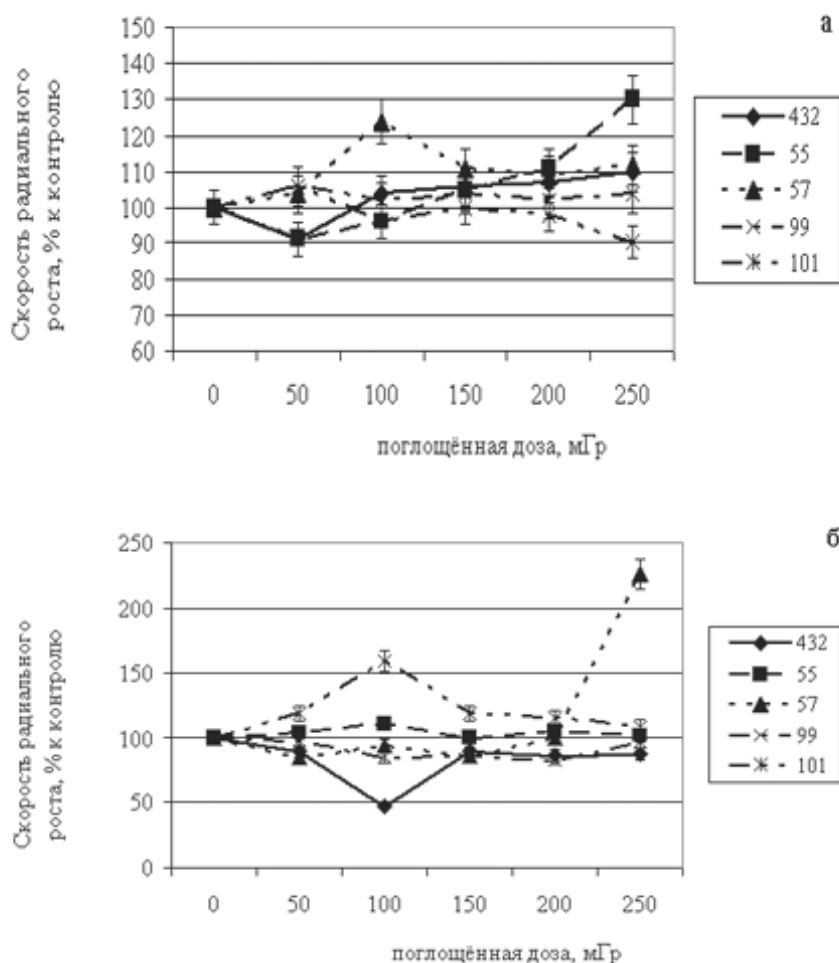 а
150
140
130
120
110
100
90
80
70
60
Скорость радиального
роста, % к контролю
0 50 100 150 200 250
поглощённая доза, мГр
432
55
57
99
101
б
250
200
150
100
50
0
Скорость радиального
роста, % к контролю
0 50 100 150 200 250
поглощённая доза, мГр
432
55
57
99
101